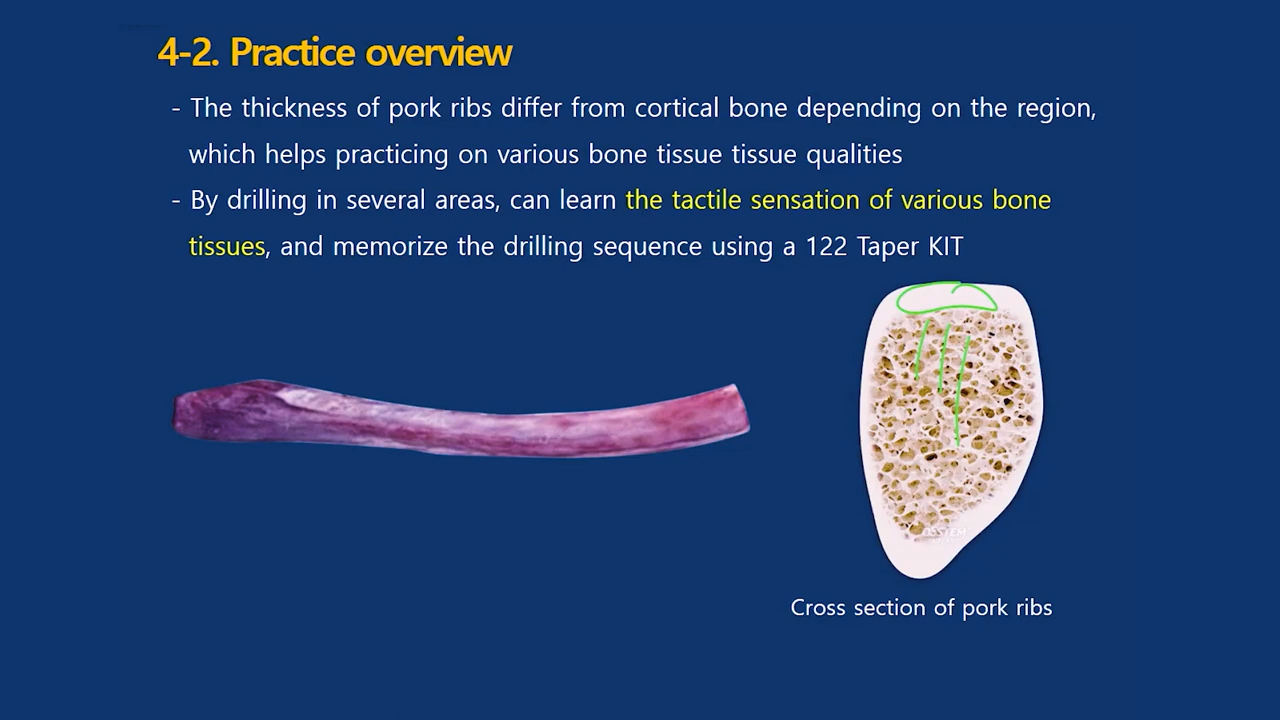 4-2. Practice overview
- The thickness of pork ribs differ from cortical bone depending on the region,
which helps practicing on various bone tissue tissue qualities
- By drilling in several areas, can learn the tactile sensation of various bone
tissues, and memorize the drilling sequence using a 122 Taper KIT
Cross section of pork ribs